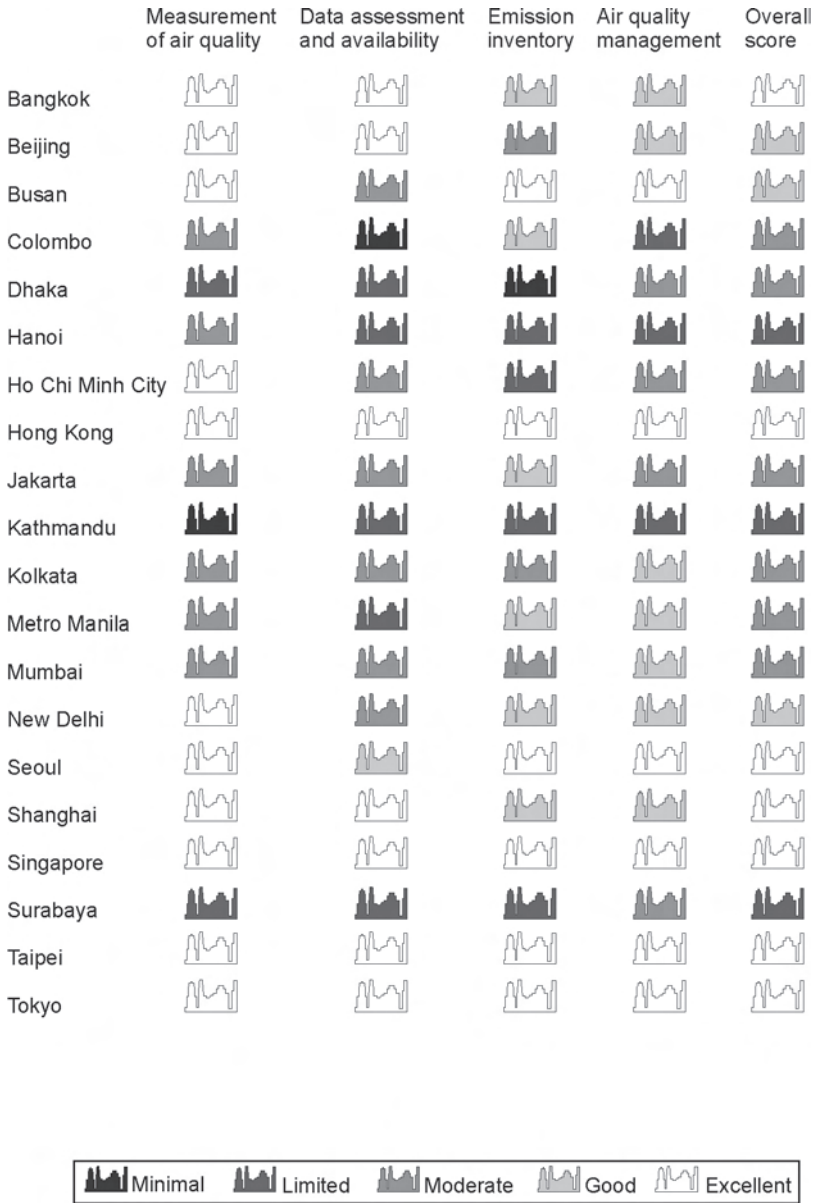 Measurement of air quality
Data assessment and availability
Emission inventory
Air quality management
Overall score
Bangkok
Beijing
Busan
Colombo
Dhaka
Hanoi
Ho Chi Minh City
Hong Kong
Jakarta
Kathmandu
Kolkata
Metro Manila
Mumbai
New Delhi
Seoul
Shanghai
Singapore
Surabaya
Taipei
Tokyo
Minimal Limited Moderate Good Excellent